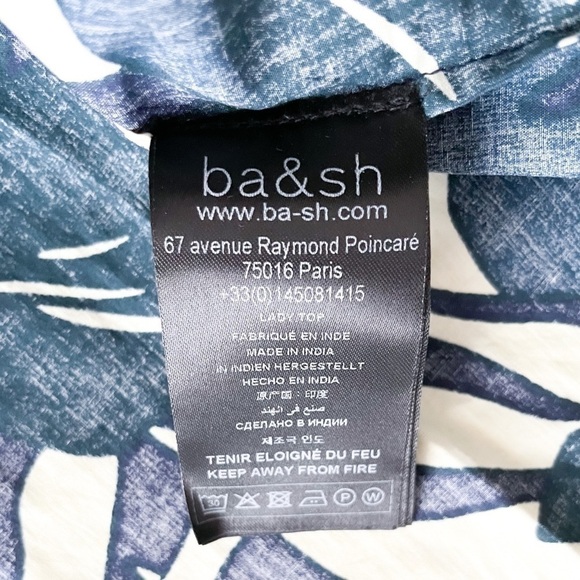 ba&sh
www.ba-sh.com
67 avenue Raymond Poincaré
75016 Paris
+33(0)145081415
LADY TOP
FABRIQUÉ EN INDE
MADE IN INDIA
IN INDIEN HERGESTELLT
HECHO EN INDIA
原产国：印度
صنع في الهند
СДЕЛАНО В ИНДИИ
제조국 인도
TENIR ELOIGNÉ DU FEU
KEEP AWAY FROM FIRE
30 P W